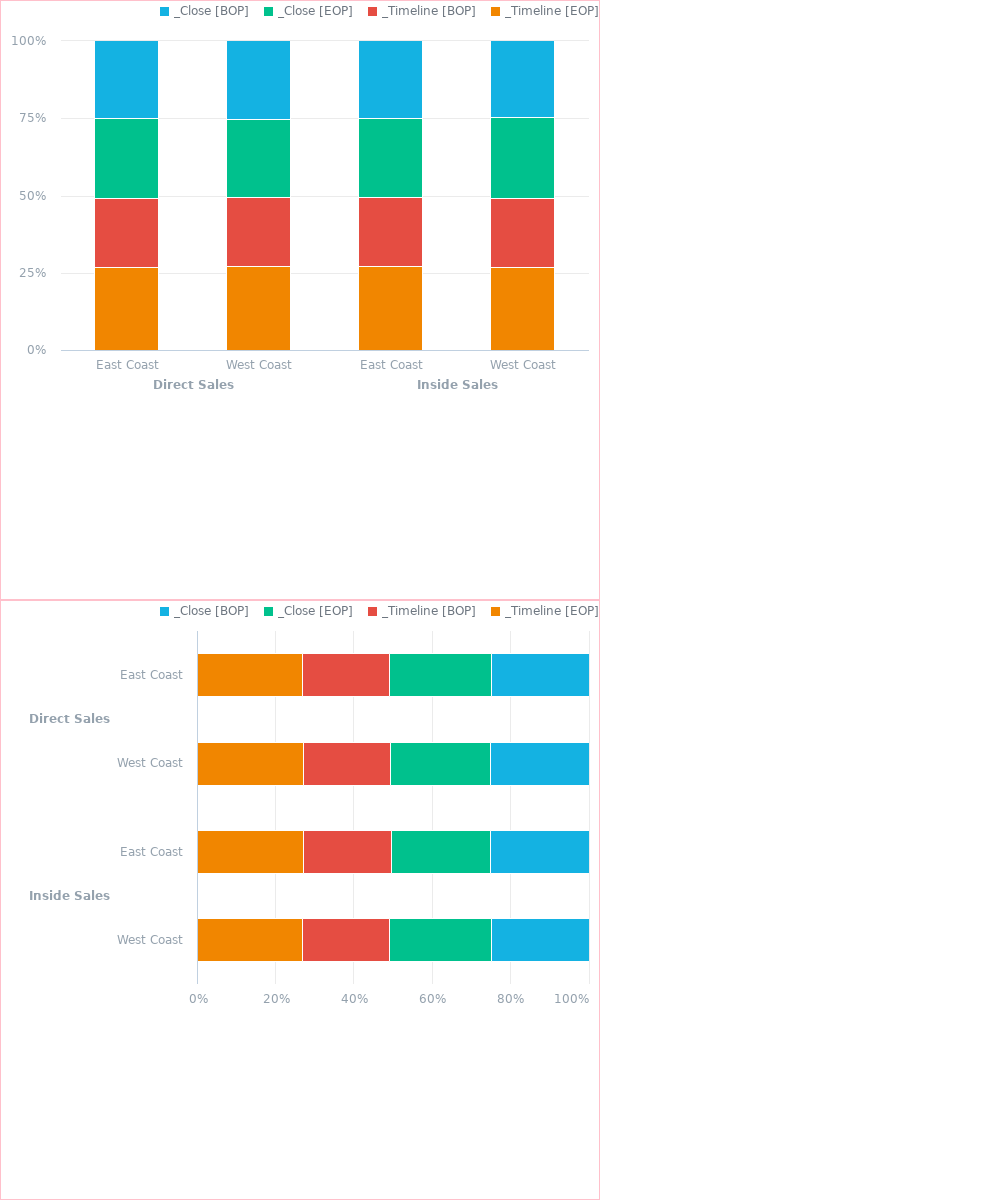 _Close [BOP] _Close [EOP] _Timeline [BOP] _Timeline [EOP]
100%
75%
50%
25%
0%
East Coast West Coast East Coast West Coast
Direct Sales Inside Sales
_Close [BOP] _Close [EOP] _Timeline [BOP] _Timeline [EOP]
East Coast
Direct Sales
West Coast
East Coast
Inside Sales
West Coast
0% 20% 40% 60% 80% 100%